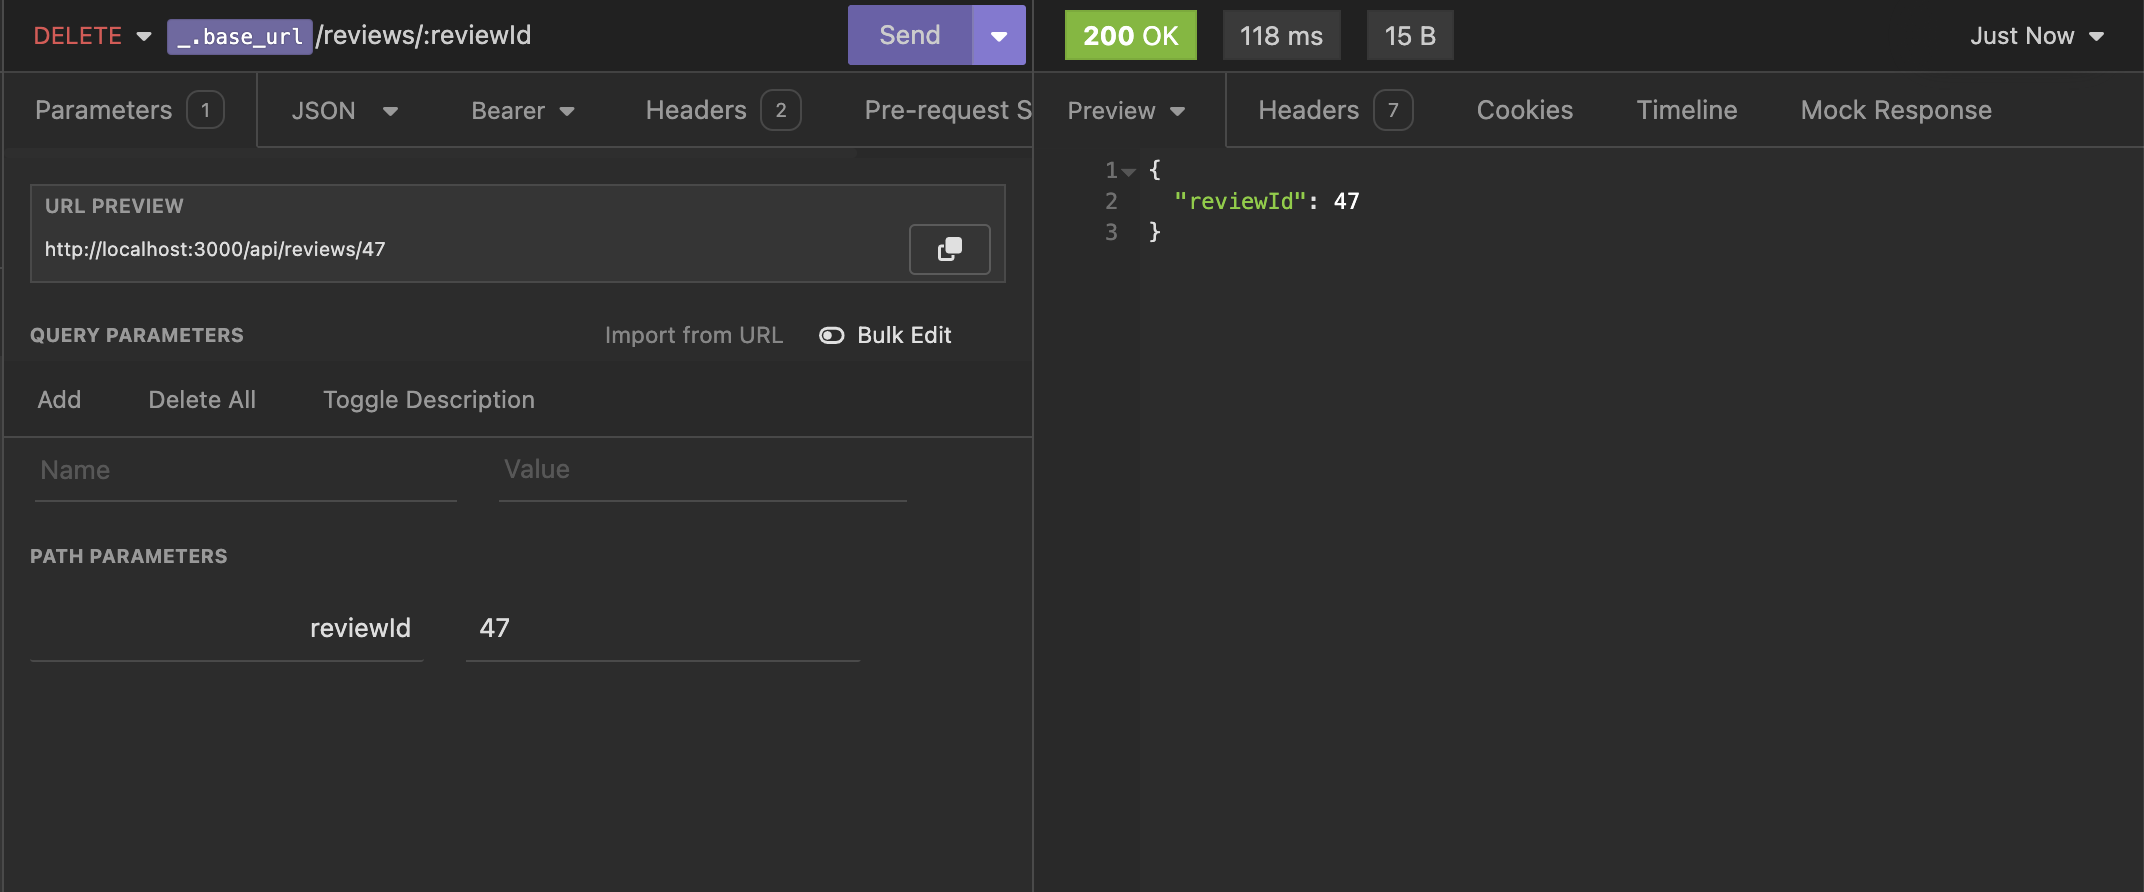 DELETE _.base_url/reviews/:reviewId Send
200 OK 118 ms 15 B Just Now
Parameters 1 JSON Bearer Headers 2 Pre-request S
Preview Headers 7 Cookies Timeline Mock Response
URL PREVIEW
http://localhost:3000/api/reviews/47
QUERY PARAMETERS Import from URL Bulk Edit
Add Delete All Toggle Description
Name Value
PATH PARAMETERS
reviewId 47
1 {
2 "reviewId": 47
3 }